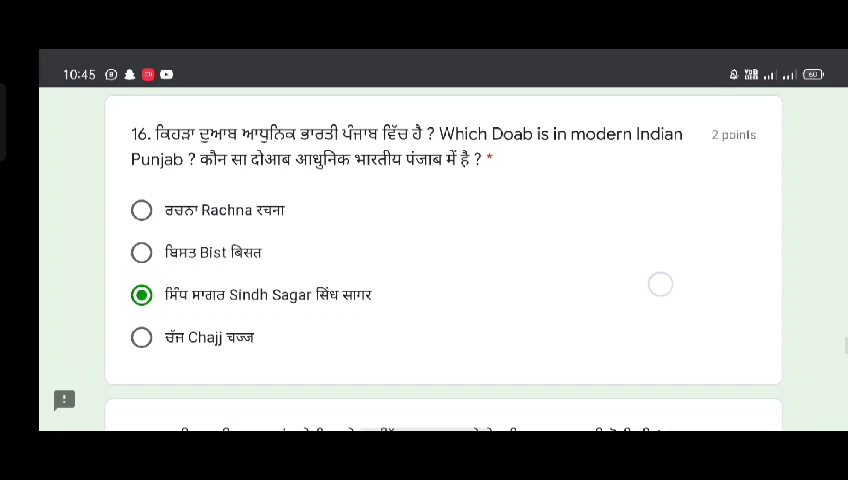 10:45
60
16. ਕਿਹੜਾ ਦੁਆਬ ਆਧੁਨਿਕ ਭਾਰਤੀ ਪੰਜਾਬ ਵਿੱਚ ਹੈ ? Which Doab is in modern Indian
2 points
Punjab ? कौन सा दोआब आधुनिक भारतीय पंजाब में है ? *
ਰਚਨਾ Rachna रचना
ਬਿਸਤ Bist बिसत
ਸਿੰਧ ਸਾਗਰ Sindh Sagar सिंध सागर
ਚੱਜ Chajj चज्ज